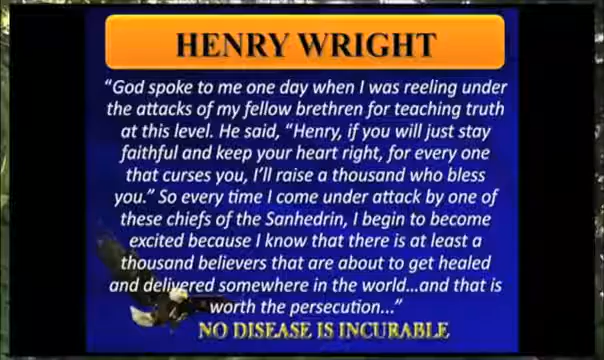 HENRY WRIGHT
“God spoke to me one day when I was reeling under
the attacks of my fellow brethren for teaching truth
at this level. He said, “Henry, if you will just stay
faithful and keep your heart right, for every one
that curses you, I’ll raise a thousand who bless
you.” So every time I come under attack by one of
these chiefs of the Sanhedrin, I begin to become
excited because I know that there is at least a
thousand believers that are about to get healed
and delivered somewhere in the world...and that is
worth the persecution...”
NO DISEASE IS INCURABLE